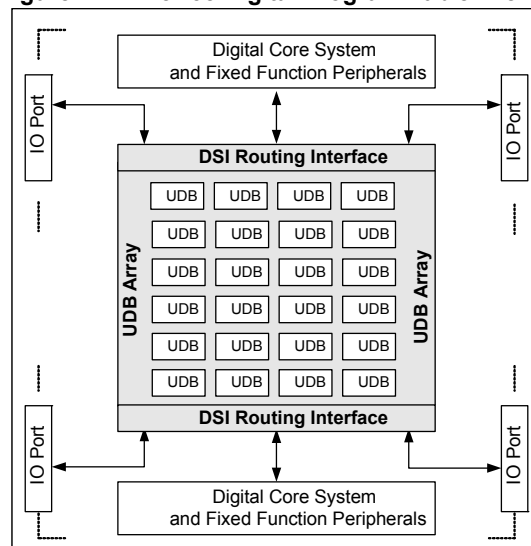 Digital Core System
and Fixed Function Peripherals
IO Port
IO Port
DSI Routing Interface
UDB UDB UDB UDB
UDB UDB UDB UDB
UDB UDB UDB UDB
UDB UDB UDB UDB
UDB UDB UDB UDB
UDB UDB UDB UDB
UDB Array
UDB Array
DSI Routing Interface
IO Port
IO Port
Digital Core System
and Fixed Function Peripherals